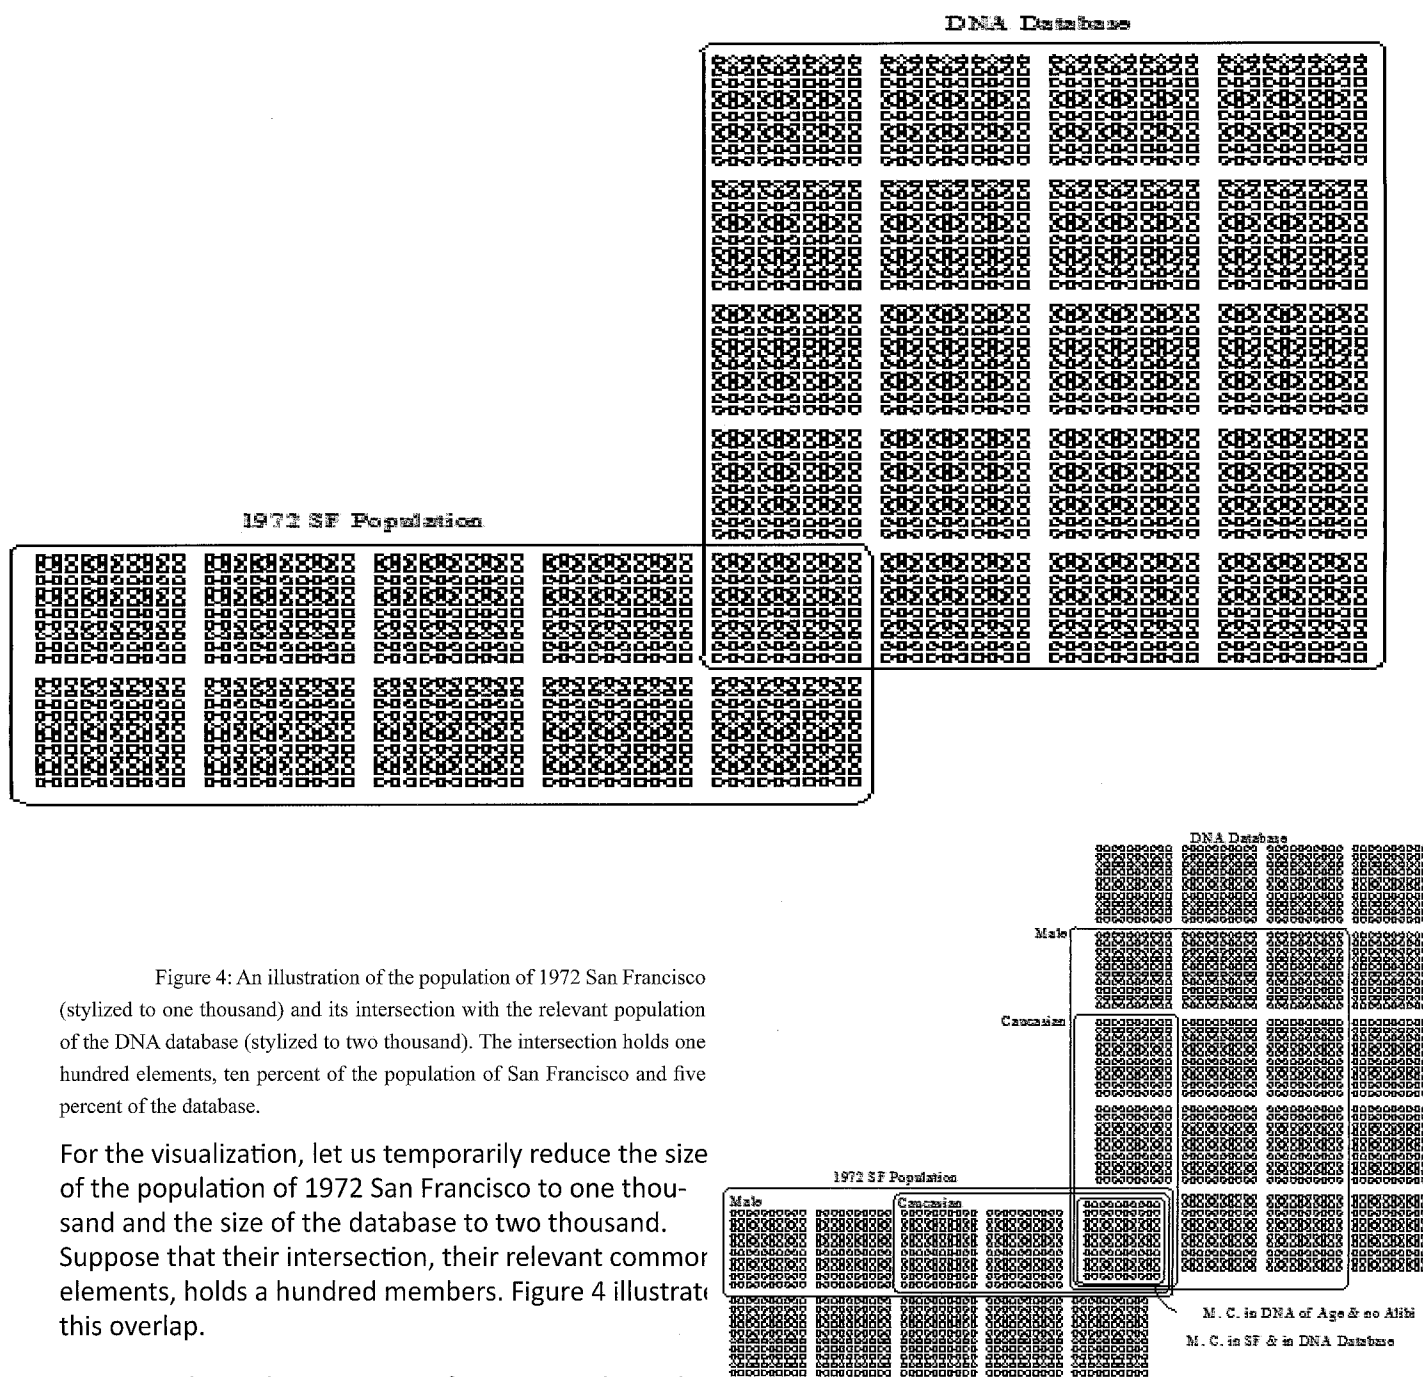 DNA Database
1972 SF Population
Figure 4: An illustration of the population of 1972 San Francisco
(stylized to one thousand) and its intersection with the relevant population
of the DNA database (stylized to two thousand). The intersection holds one
hundred elements, ten percent of the population of San Francisco and five
percent of the database.
For the visualization, let us temporarily reduce the size
of the population of 1972 San Francisco to one thou-
sand and the size of the database to two thousand.
Suppose that their intersection, their relevant common
elements, holds a hundred members. Figure 4 illustrate
this overlap.
DNA Database
Male
Caucasian
1972 SF Population
Male
Caucasian
M. C. in DNA of Age & no Alibi
M. C. in SF & in DNA Database